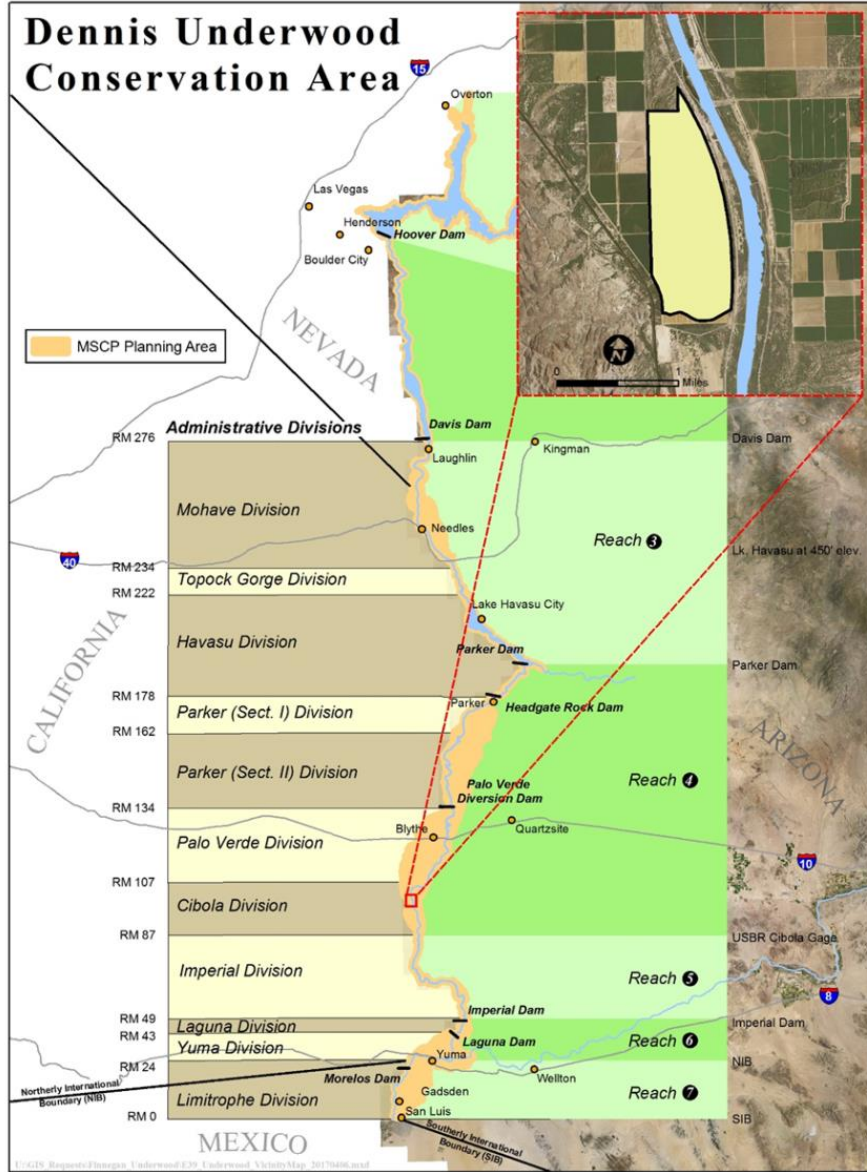 Dennis Underwood
Conservation Area
15
Overton
Las Vegas
Henderson
Hoover Dam
Boulder City
NEVADA
MSCP Planning Area
N
0
1
Miles
Administrative Divisions
RM 276
Davis Dam
Laughlin
Kingman
Davis Dam
Mohave Division
Needles
Reach 3
Lk. Havasu at 450' elev.
40
RM 234
Topock Gorge Division
RM 222
Lake Havasu City
Havasu Division
Parker Dam
Parker Dam
CALIFORNIA
RM 178
Parker
Headgate Rock Dam
Parker (Sect. I) Division
RM 162
ARIZONA
Parker (Sect. II) Division
Reach 4
Palo Verde
Diversion Dam
RM 134
Blythe
Quartzsite
Palo Verde Division
10
RM 107
Cibola Division
RM 87
USBR Cibola Gage
Imperial Division
Reach 5
8
RM 49
Imperial Dam
Imperial Dam
Laguna Division
RM 43
Laguna Dam
Reach 6
Yuma Division
Yuma
RM 24
NIB
Morelos Dam
Wellton
Northerly International
Boundary (NIB)
Limitrophe Division
Gadsden
Reach 7
San Luis
RM 0
SIB
MEXICO
Southerly International
Boundary (SIB)
U:\GIS_Requests\Finnegan_Underwood\E39_Underwood_VicinityMap_20170406.mxd